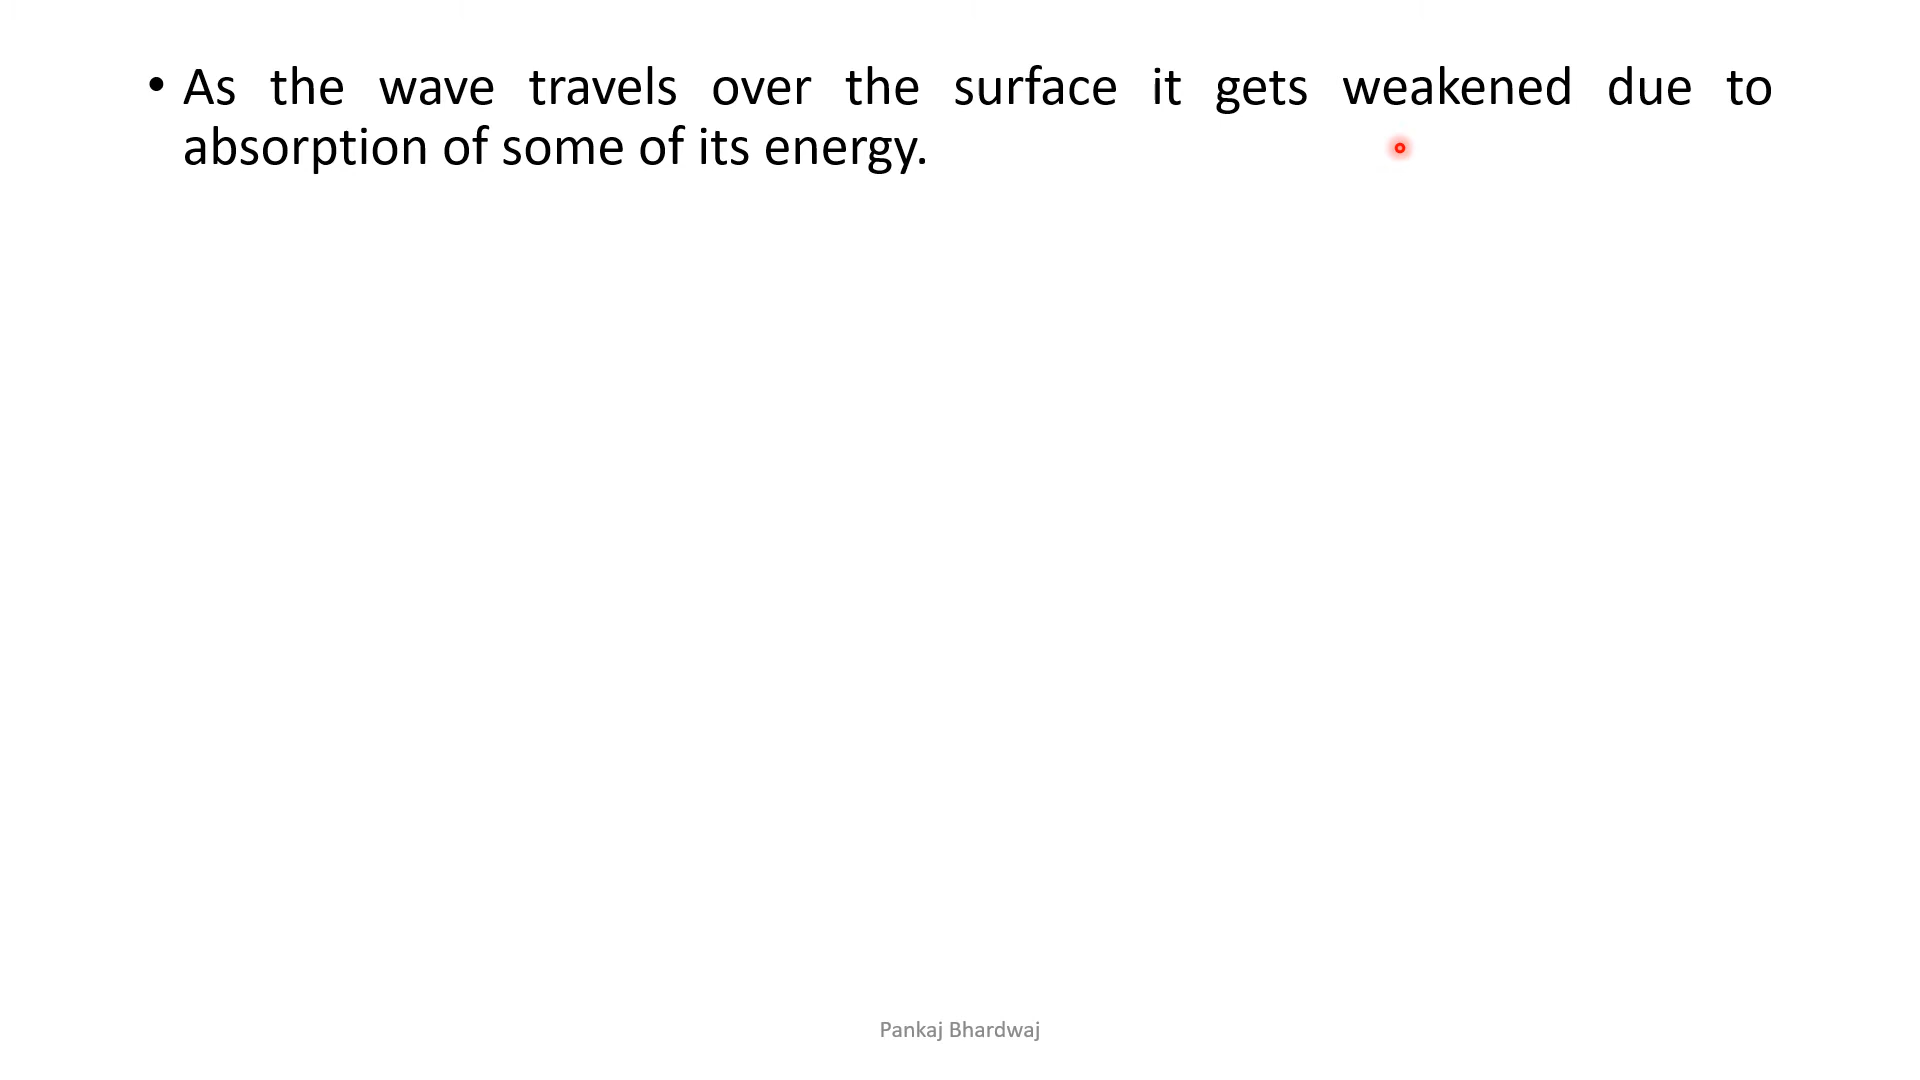 • As the wave travels over the surface it gets weakened due to
absorption of some of its energy.
Pankaj Bhardwaj